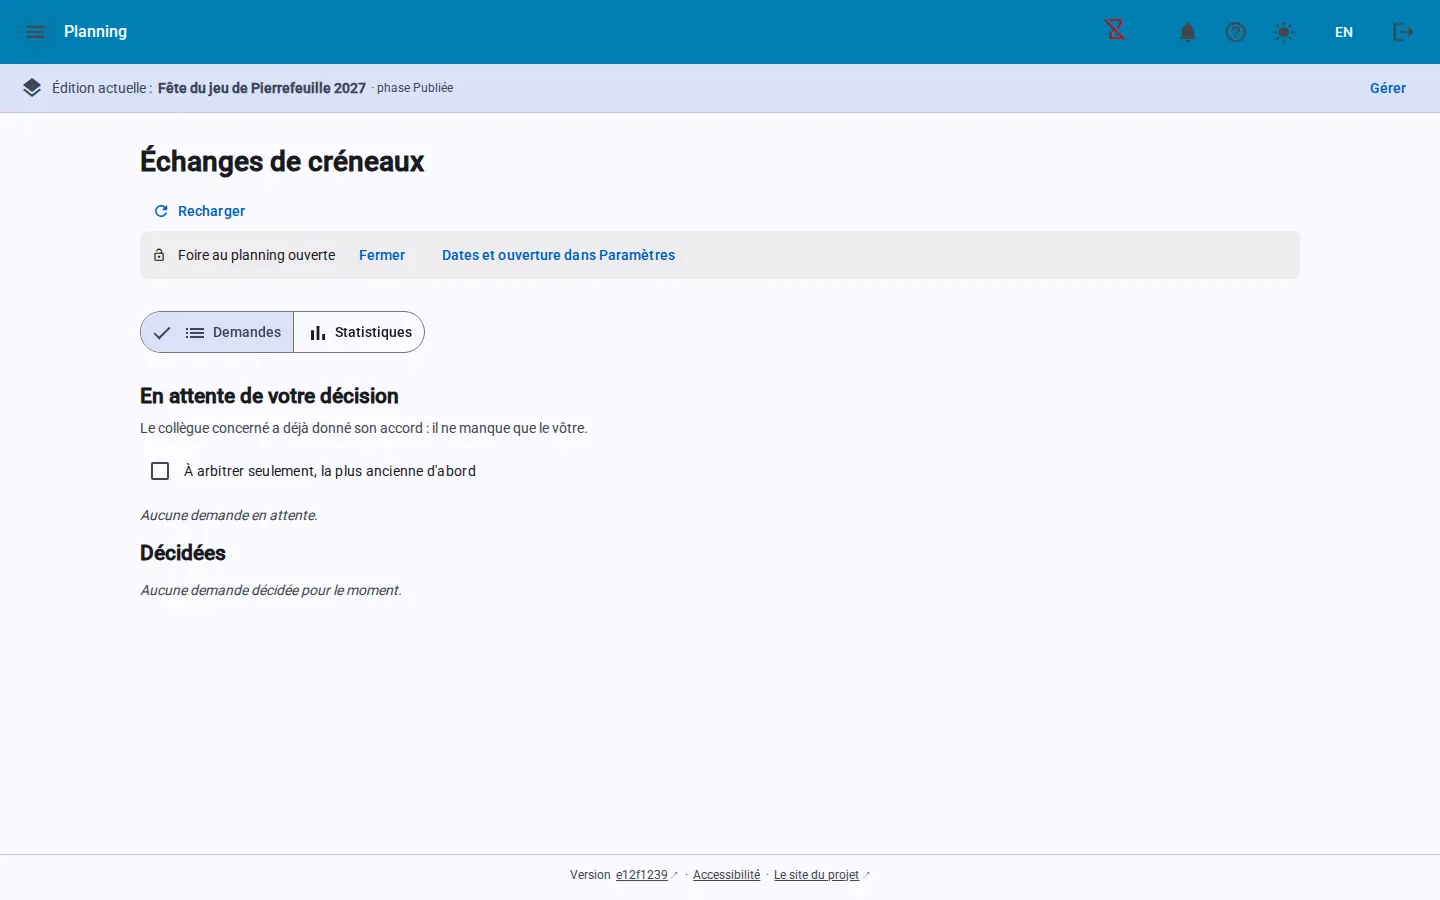 Planning
EN
Édition actuelle : Fête du jeu de Pierrefeuille 2027 · phase Publiée
Gérer
Échanges de créneaux
Recharger
Foire au planning ouverte Fermer Dates et ouverture dans Paramètres
Demandes Statistiques
En attente de votre décision
Le collègue concerné a déjà donné son accord : il ne manque que le vôtre.
À arbitrer seulement, la plus ancienne d'abord
Aucune demande en attente.
Décidées
Aucune demande décidée pour le moment.
Version e12f1239 · Accessibilité · Le site du projet